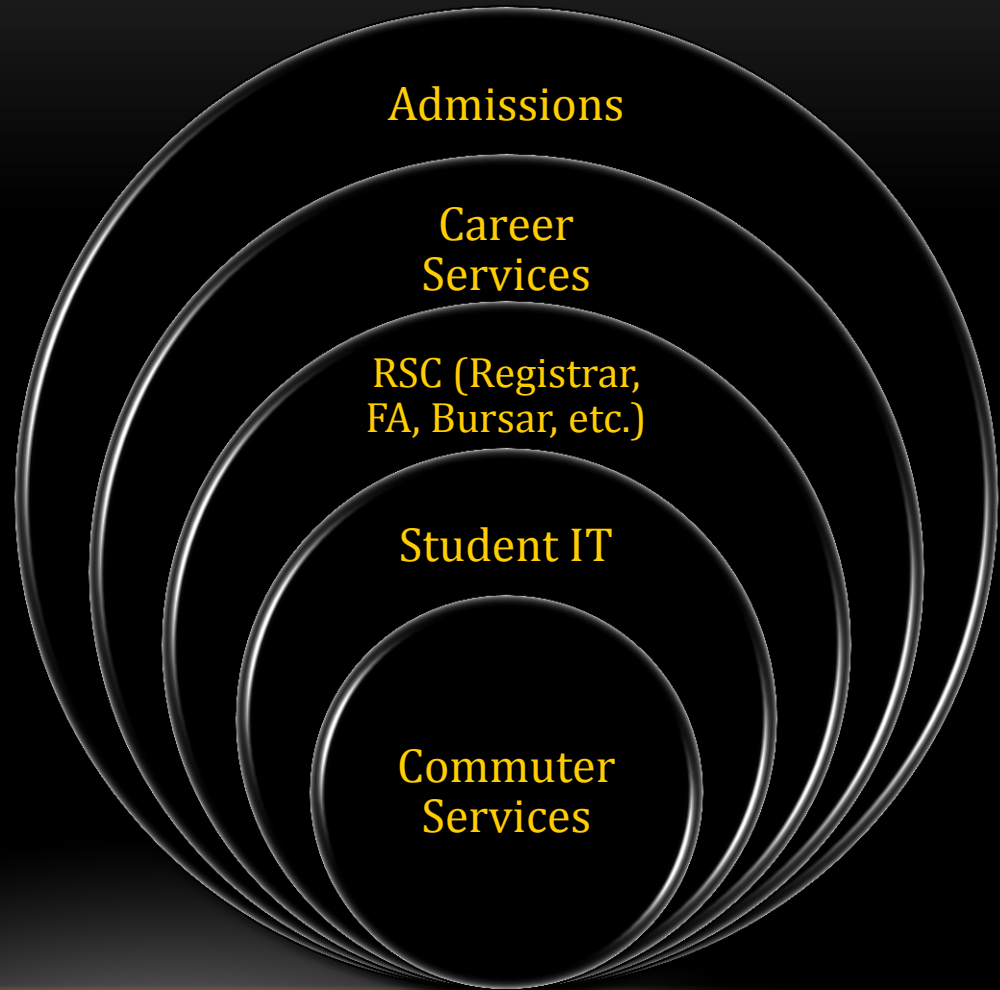 Admissions
Career
Services
RSC (Registrar,
FA, Bursar, etc.)
Student IT
Commuter
Services